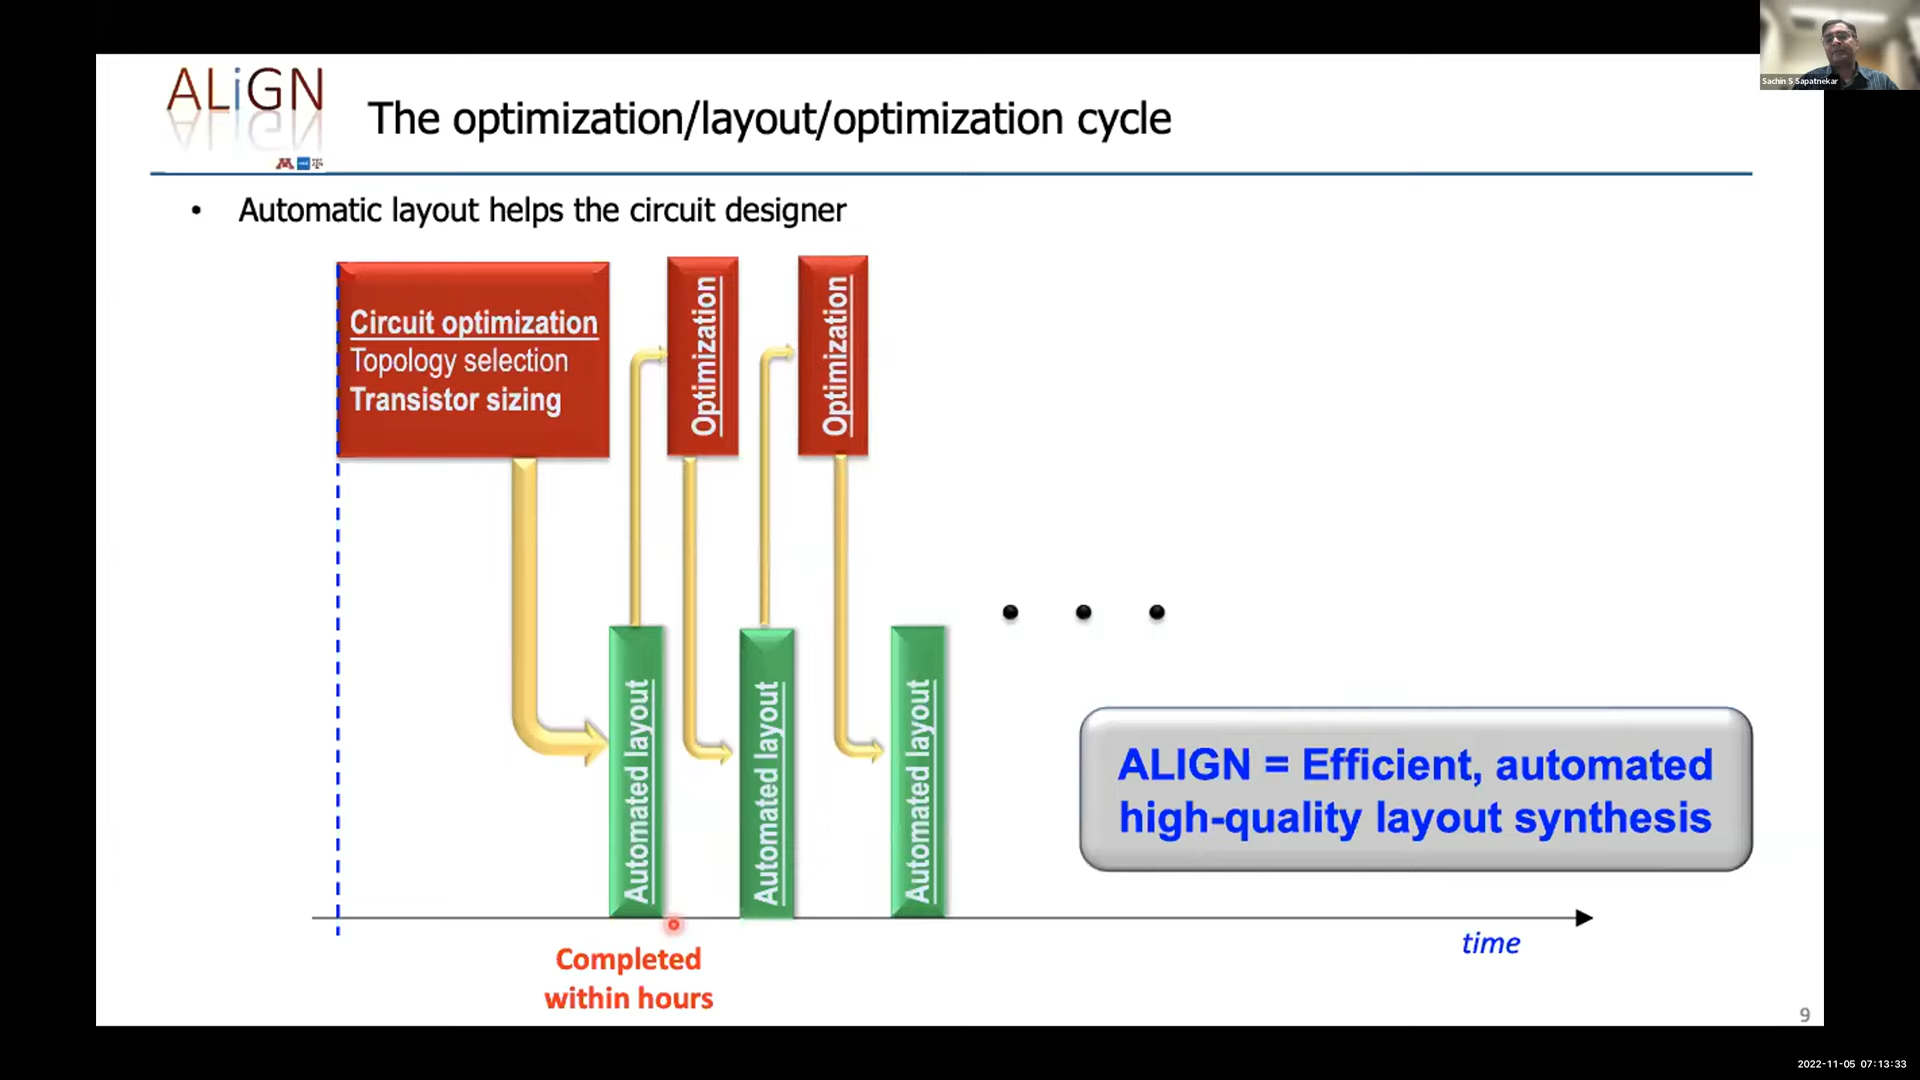 Sachin S Sapatnekar
ALiGN
The optimization/layout/optimization cycle
• Automatic layout helps the circuit designer
Circuit optimization
Topology selection
Transistor sizing
Optimization
Optimization
Automated layout
Automated layout
Automated layout
ALIGN = Efficient, automated
high-quality layout synthesis
time
Completed
within hours
9
2022-11-05 07:13:33